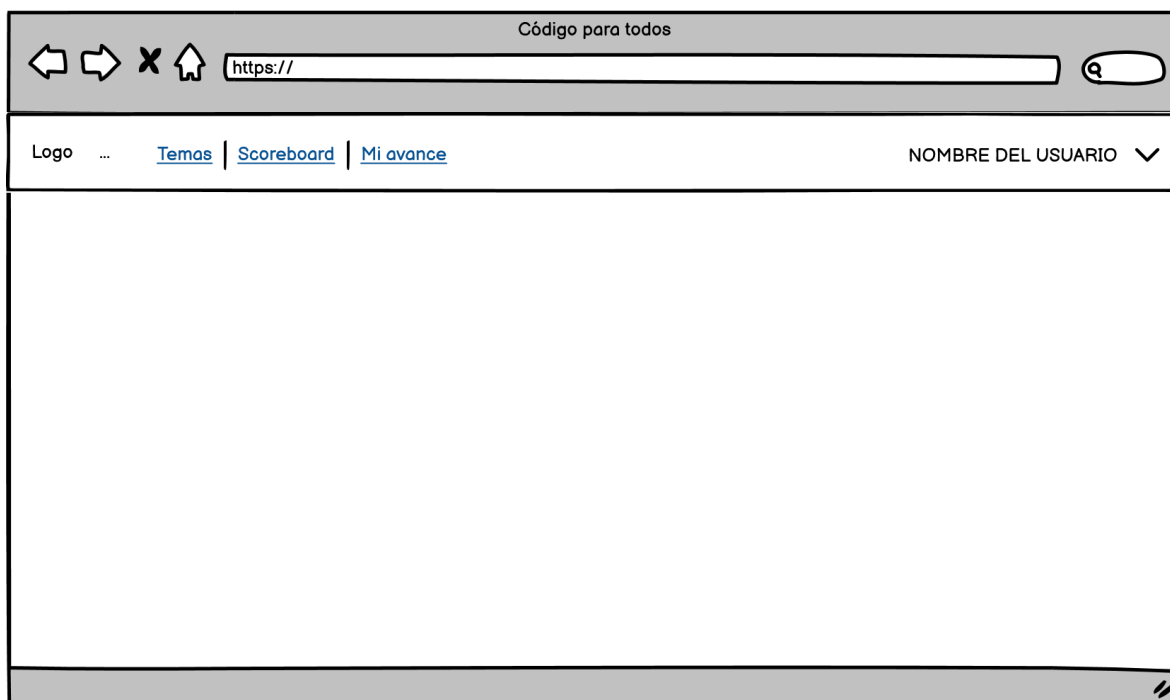 Código para todos
https://
Logo ... Temas Scoreboard Mi avance NOMBRE DEL USUARIO